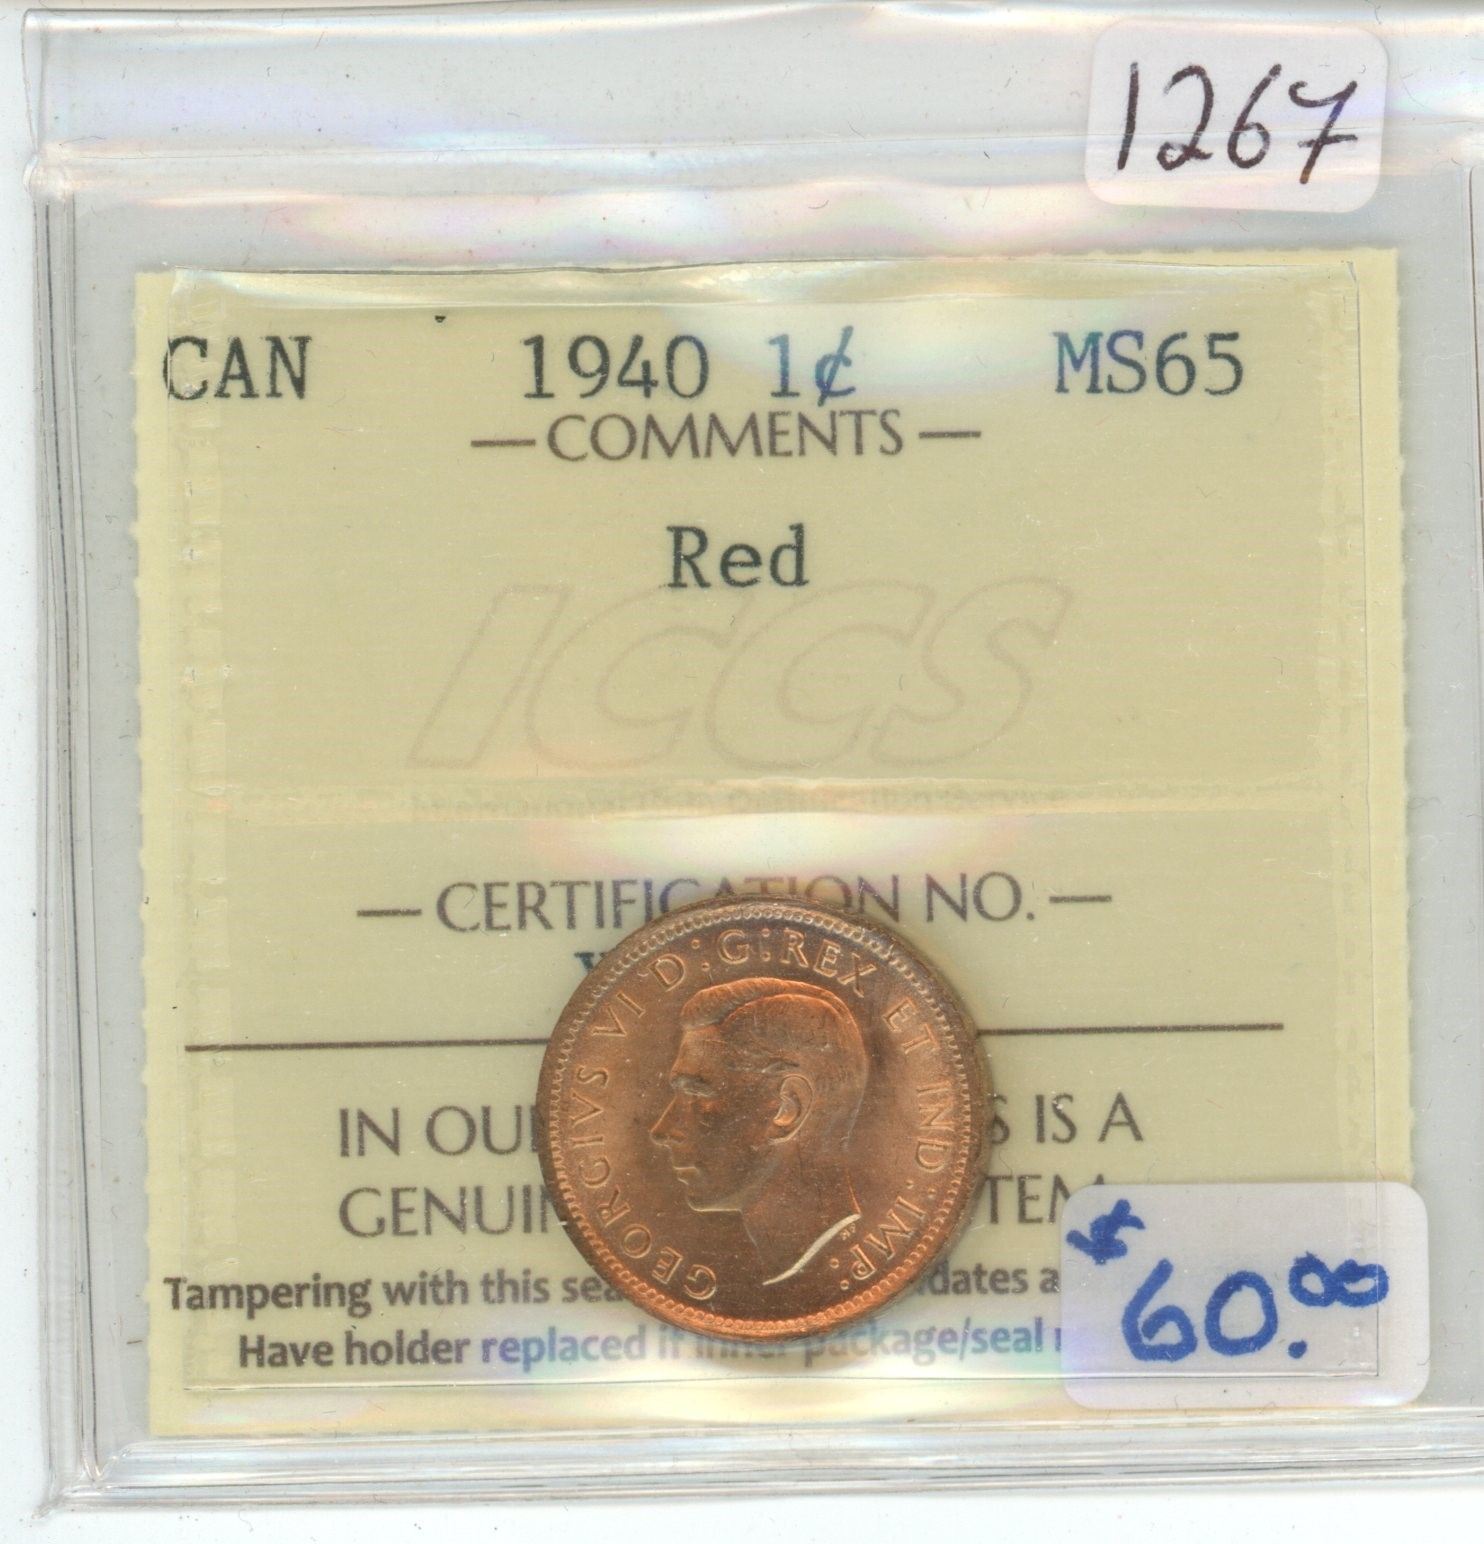 1267
CAN 1940 1¢ MS65
COMMENTS
Red
ICCS
CERTIFICATION NO.
GEORGIVS VI D:G:REX ET IND:IMP:
IN OU S IS A
GENUIN TEM
Tampering with this sea dates a
Have holder replaced if inner package/seal
60.00